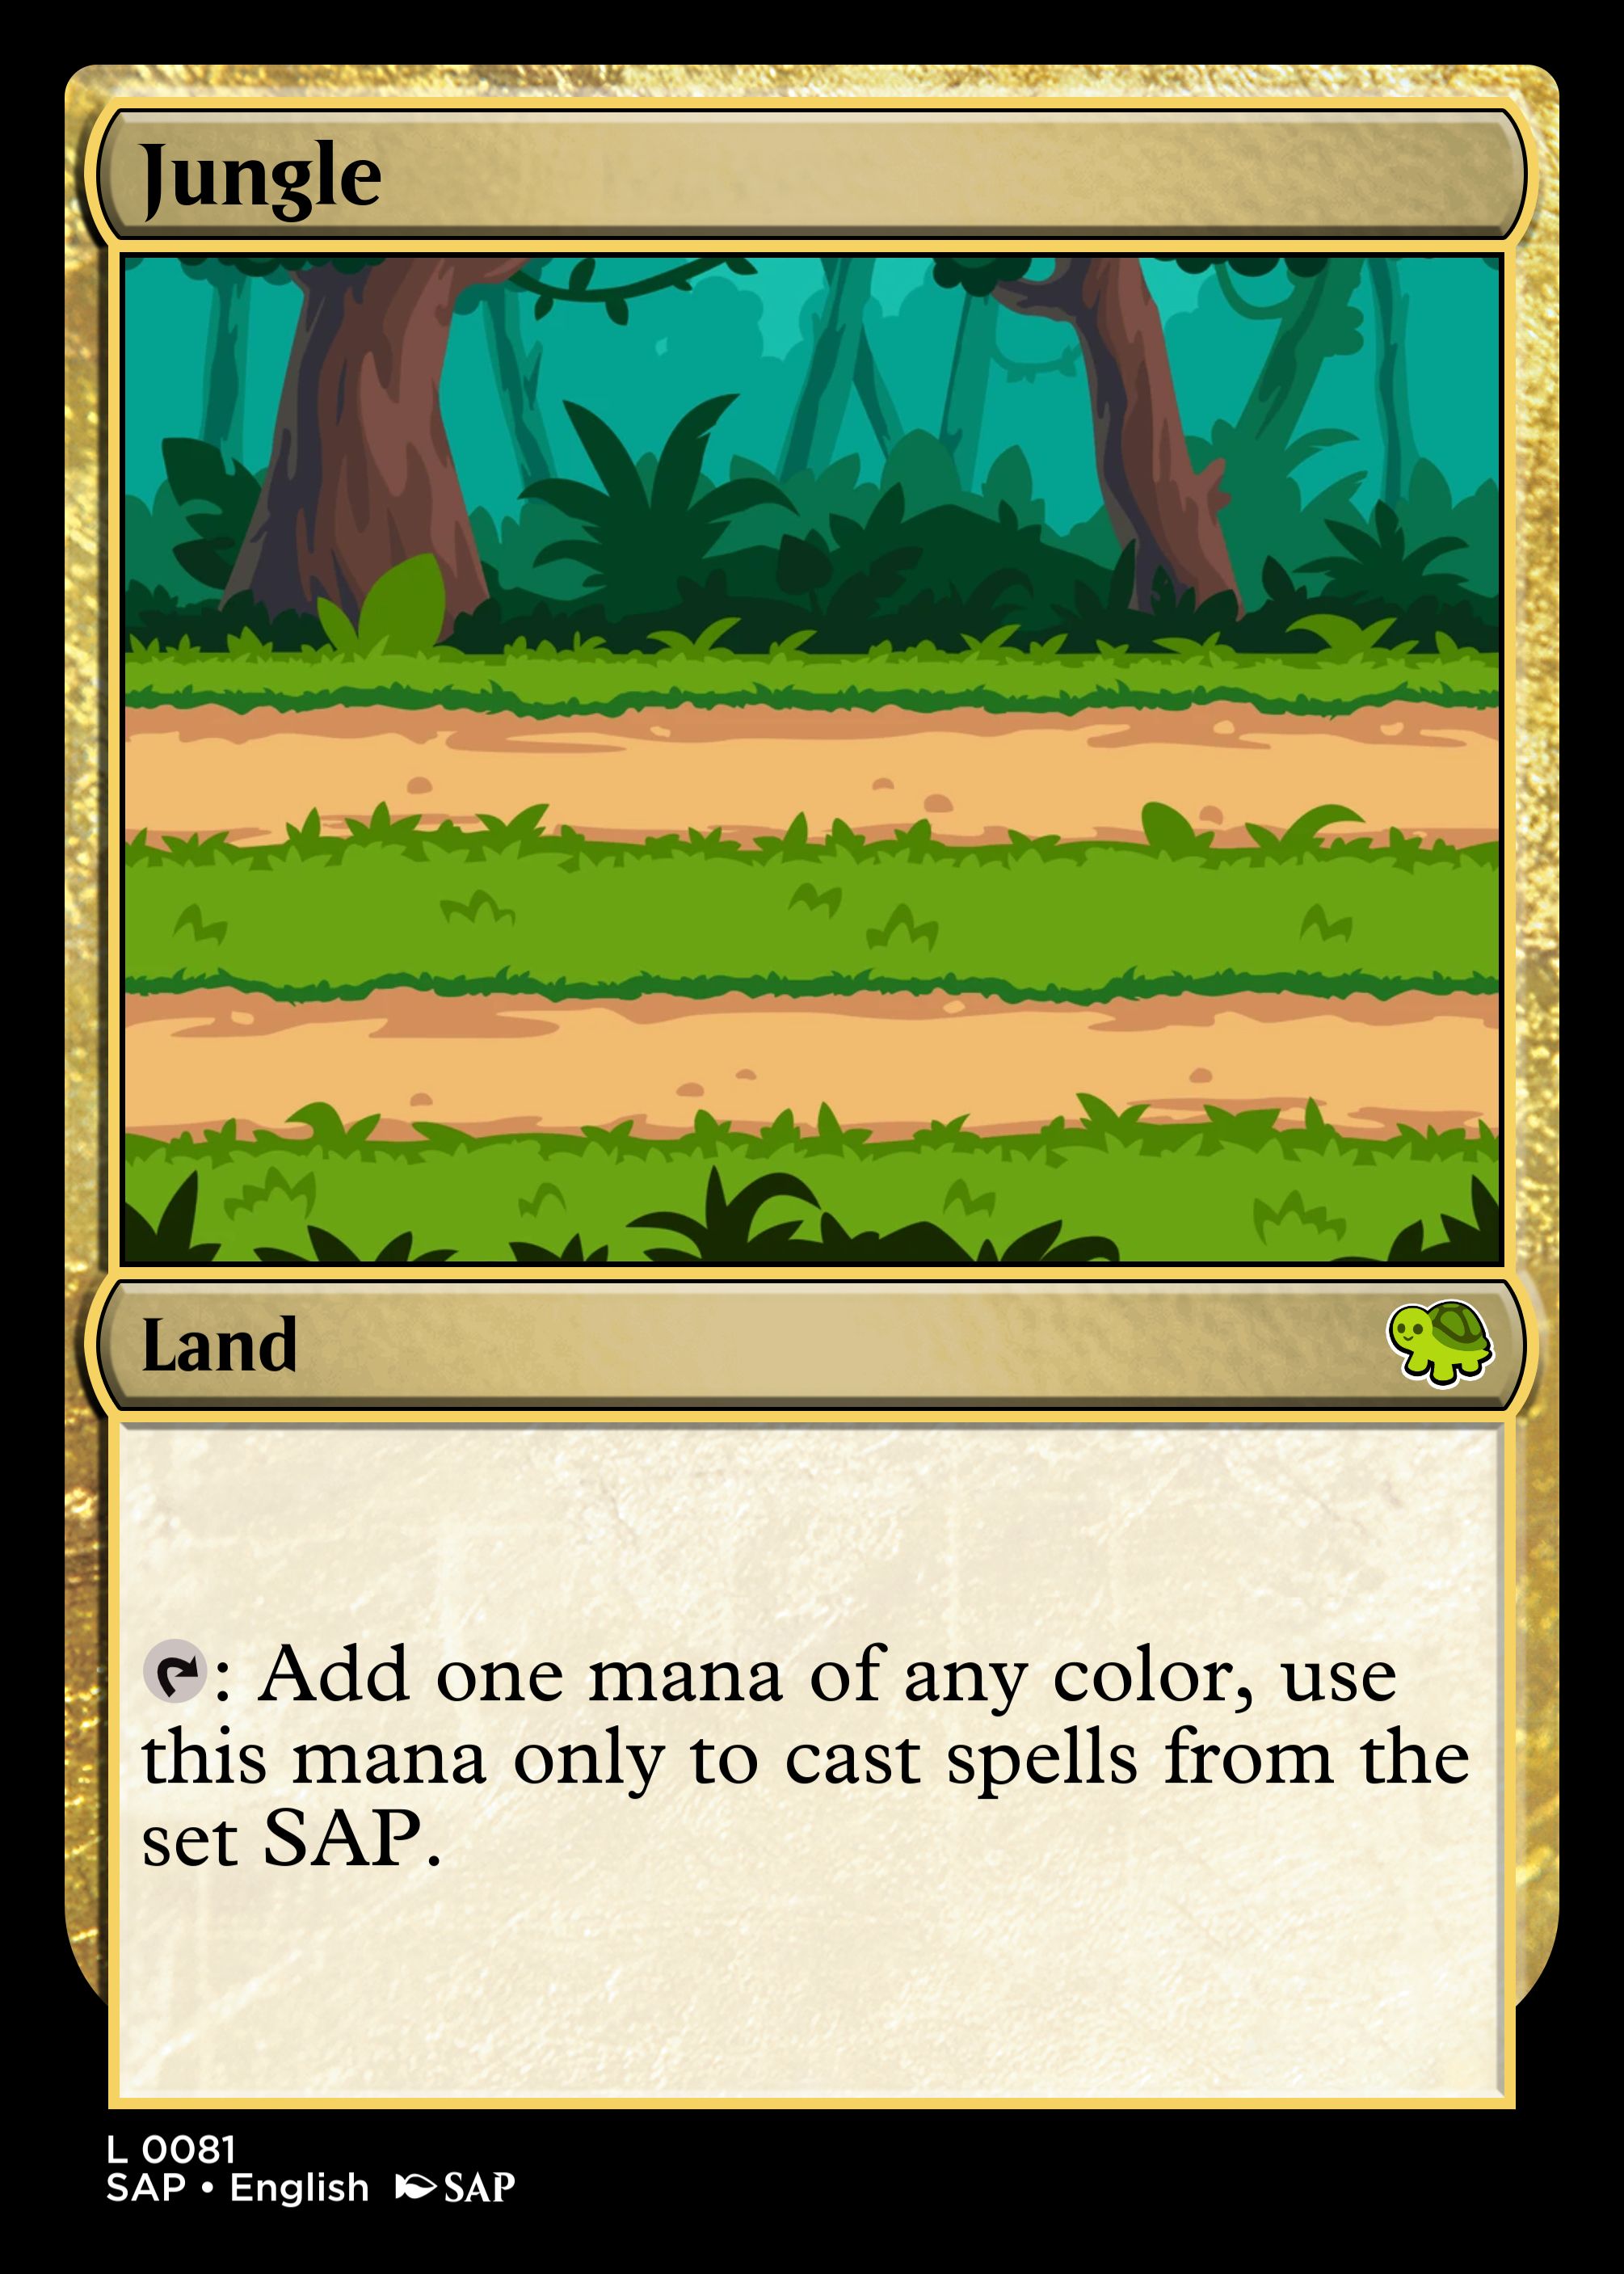 Jungle
Land
: Add one mana of any color, use
this mana only to cast spells from the
set SAP.
L 0081
SAP • English SAP